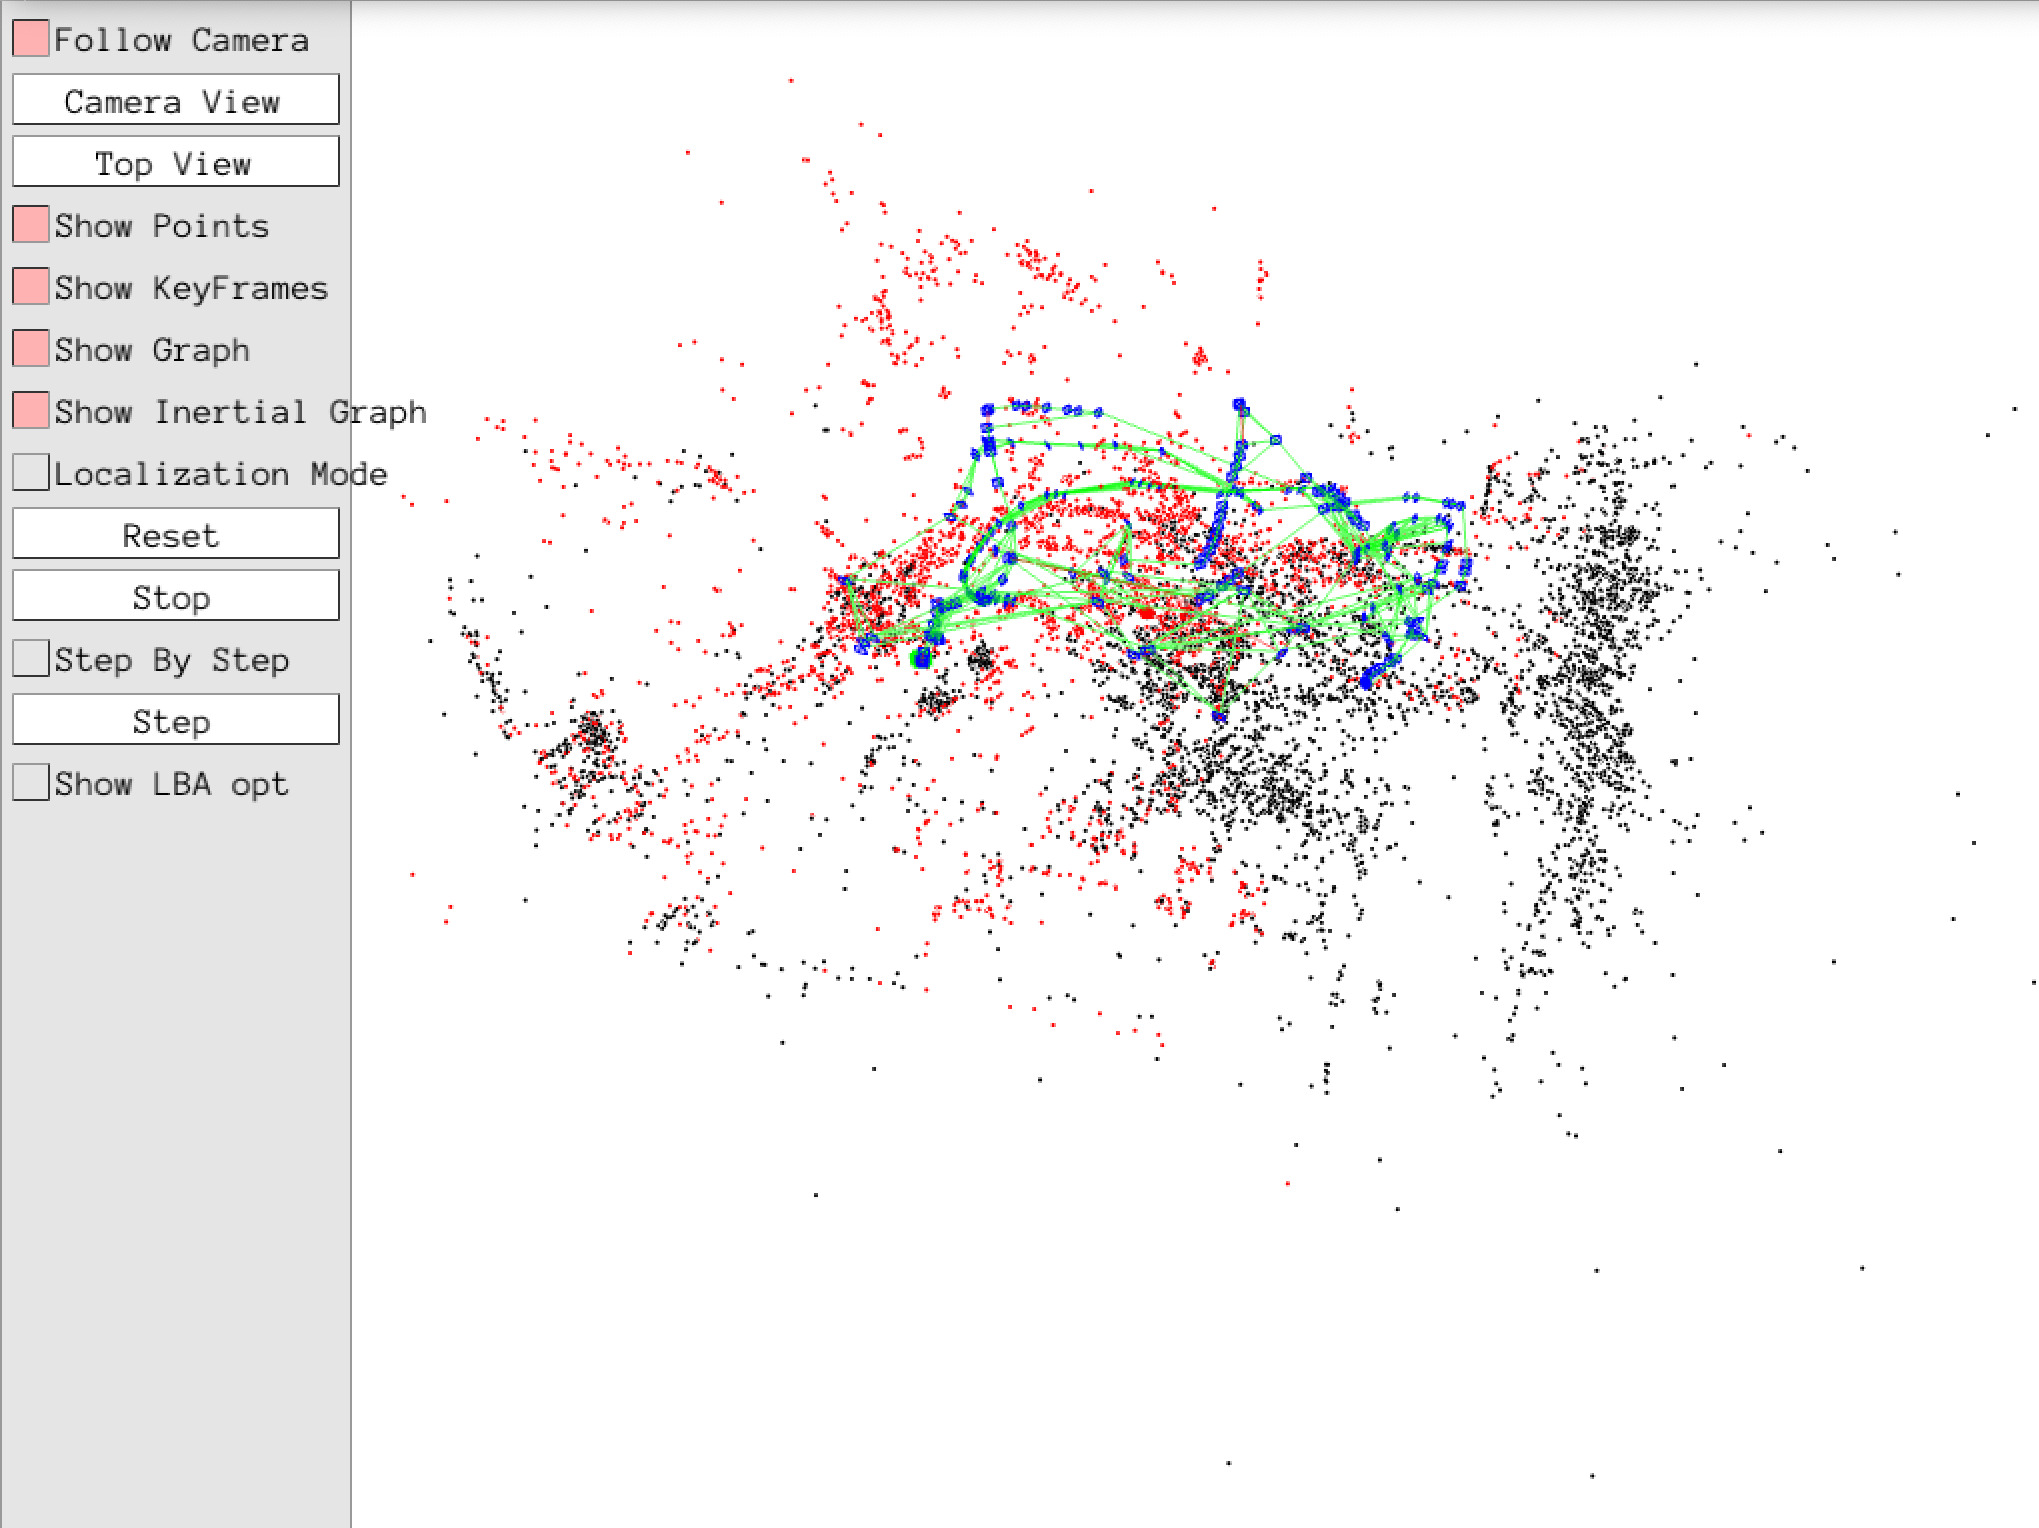 Follow Camera
Camera View
Top View
Show Points
Show KeyFrames
Show Graph
Show Inertial Graph
Localization Mode
Reset
Stop
Step By Step
Step
Show LBA opt